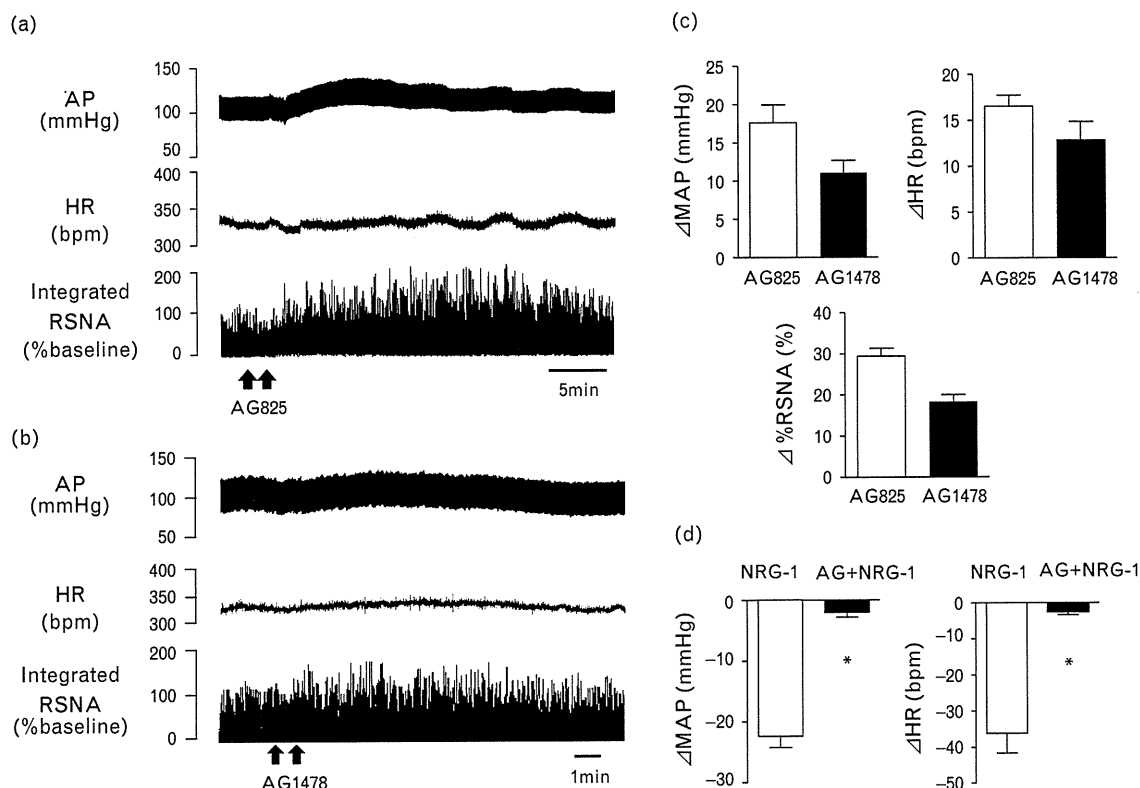 (a)
150
100
50
AP
(mmHg)
400
350
300
HR
(bpm)
200
100
0
Integrated
RSNA
(%baseline)
AG825
5min
(b)
150
100
50
AP
(mmHg)
400
350
300
HR
(bpm)
200
100
0
Integrated
RSNA
(%baseline)
AG1478
1min
(c)
25
20
15
10
5
0
⊿MAP (mmHg)
AG825 AG1478
20
15
10
5
0
⊿HR (bpm)
AG825 AG1478
40
30
20
10
0
⊿ %RSNA (%)
AG825 AG1478
(d)
NRG-1 AG+NRG-1
0
−10
−20
−30
⊿MAP (mmHg)
*
NRG-1 AG+NRG-1
0
−10
−20
−30
−40
−50
⊿HR (bpm)
*